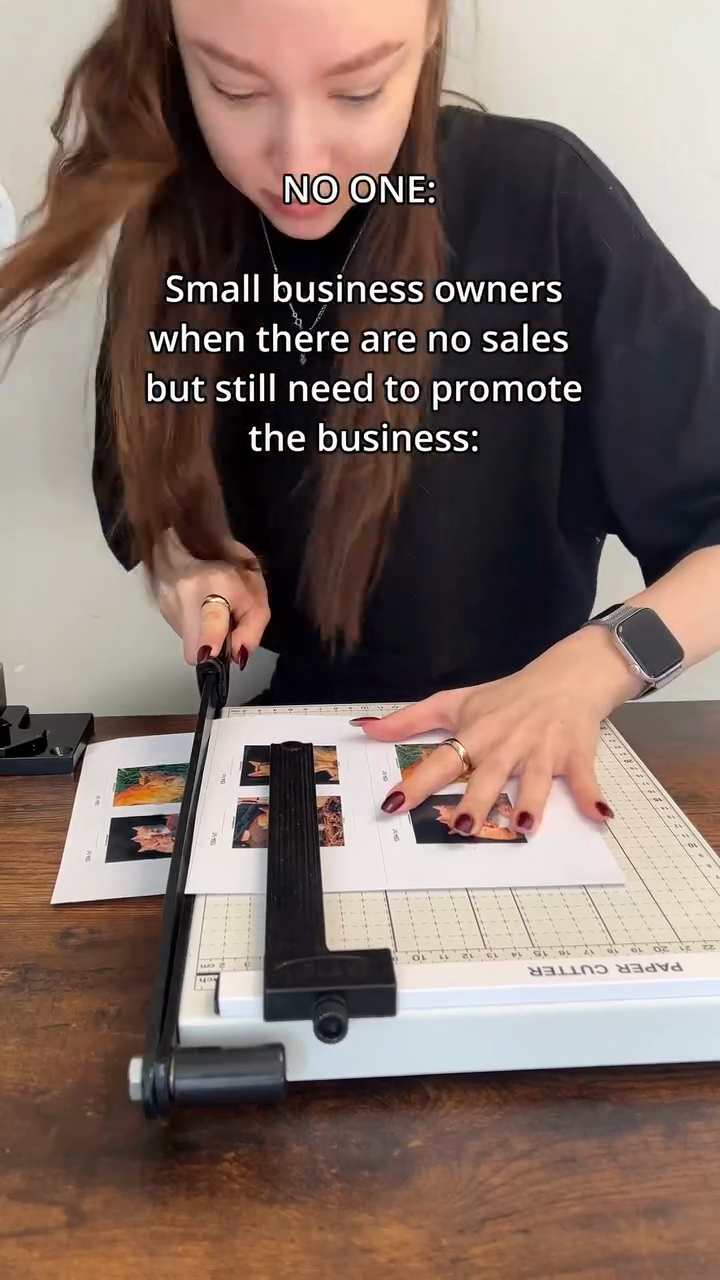 NO ONE:
Small business owners
when there are no sales
but still need to promote
the business:
PAPER CUTTER